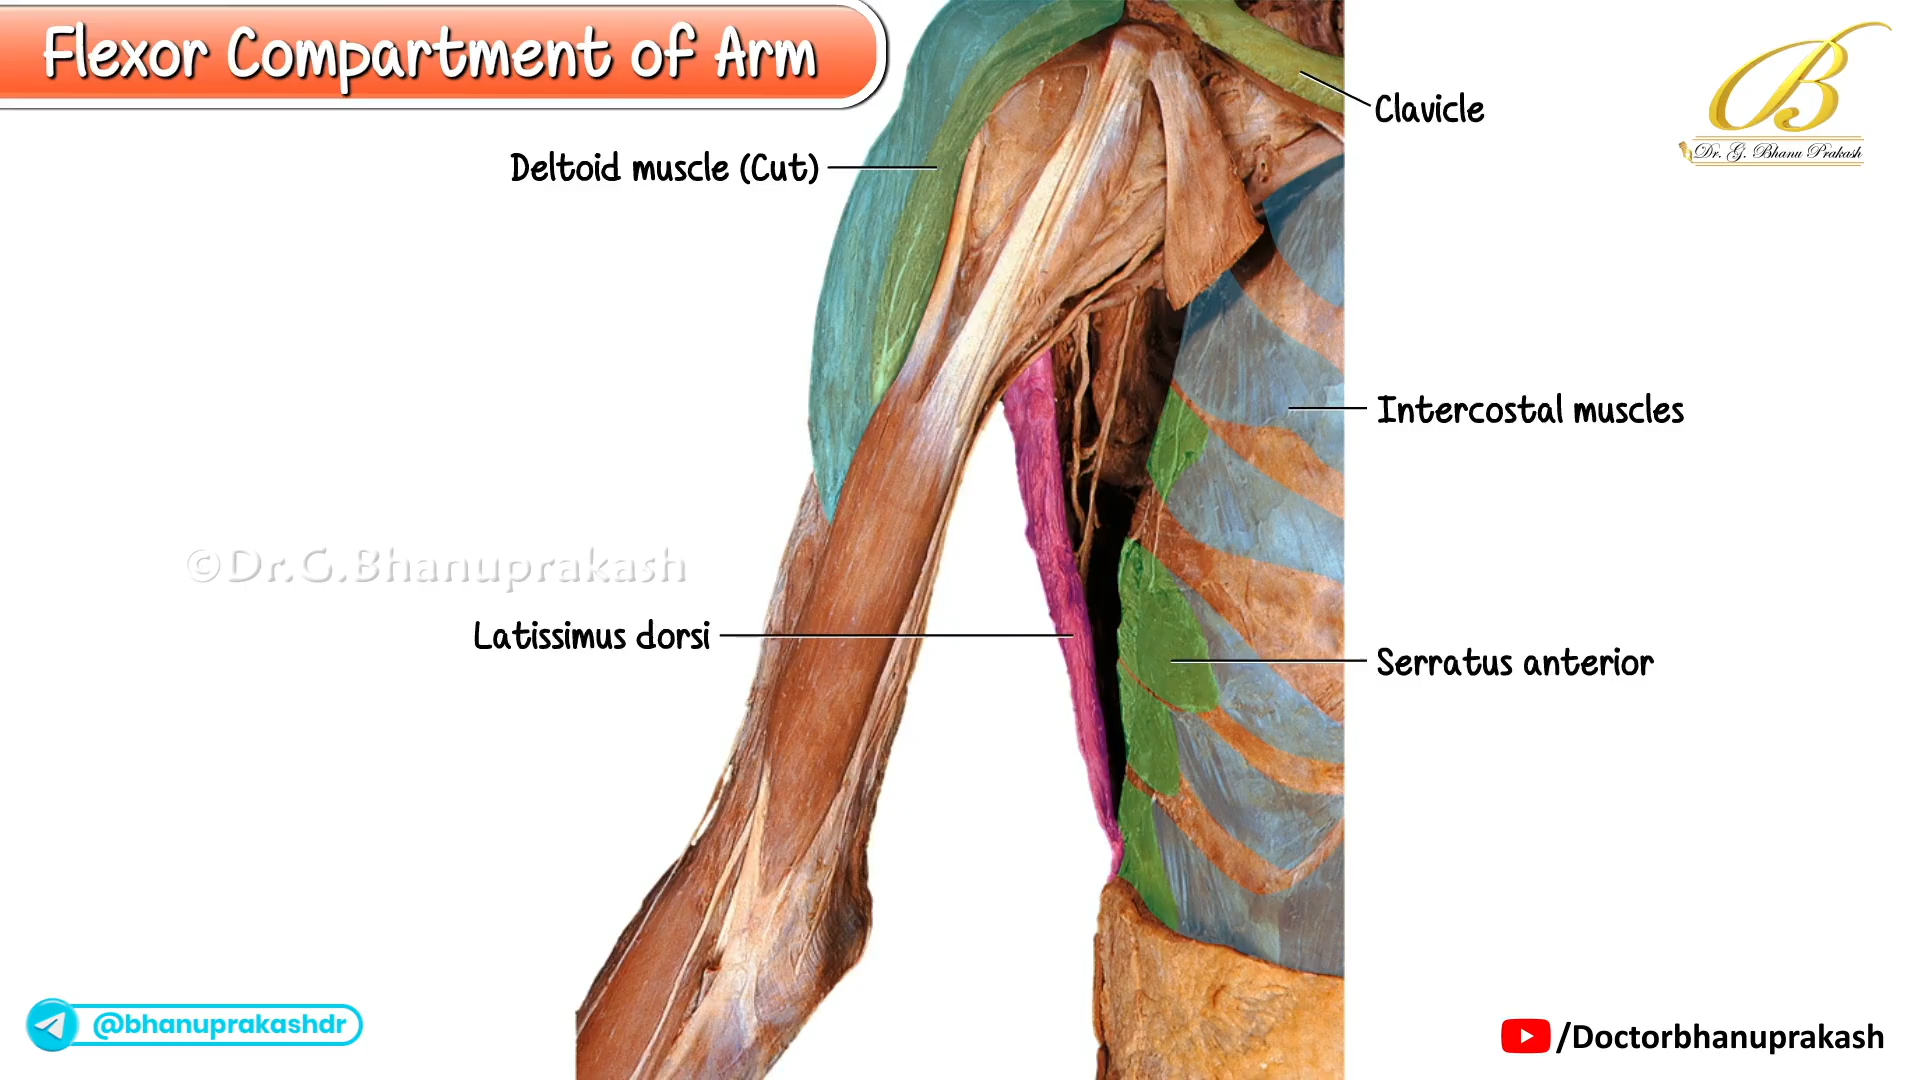 Flexor Compartment of Arm
Clavicle
Dr. G. Bhanu Prakash
Deltoid muscle (Cut)
Intercostal muscles
©Dr.G.Bhanuprakash
Latissimus dorsi
Serratus anterior
@bhanuprakashdr
/Doctorbhanuprakash